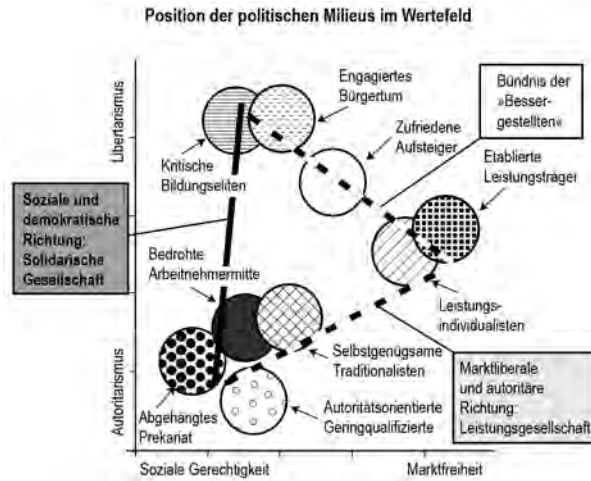 Position der politischen Milieus im Wertefeld
Engagiertes
Bürgertum
Bündnis der
»Besser-
gestellten«
Zufriedene
Aufsteiger
Etablierte
Leistungsträger
Libertarismus
Kritische
Bildungseliten
Soziale und
demokratische
Richtung:
Solidarische
Gesellschaft
Bedrohte
Arbeitnehmermitte
Leistungs-
individualisten
Selbstgenügsame
Traditionalisten
Marktliberale
und autoritäre
Richtung:
Leistungsgesellschaft
Autoritarismus
Abgehängtes
Prekariat
Autoritätsorientierte
Geringqualifizierte
Soziale Gerechtigkeit
Marktfreiheit